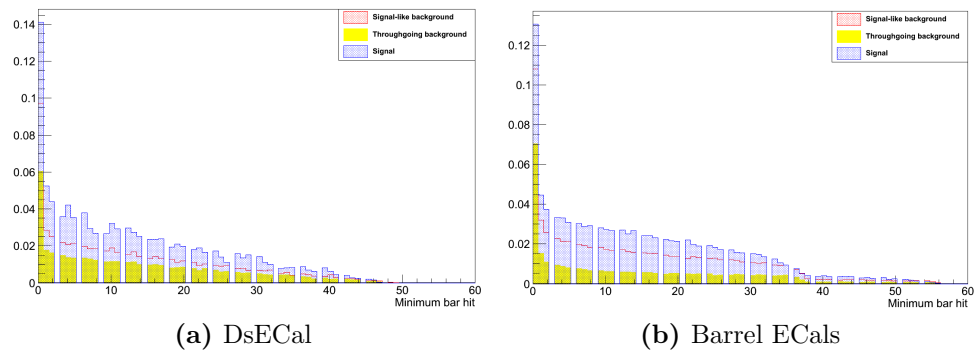 0.14
0.12
0.1
0.08
0.06
0.04
0.02
0
0 10 20 30 40 50 60
Minimum bar hit
Signal-like background
Throughgoing background
Signal
(a) DsECal
0.12
0.1
0.08
0.06
0.04
0.02
0
0 10 20 30 40 50 60
Minimum bar hit
Signal-like background
Throughgoing background
Signal
(b) Barrel ECals